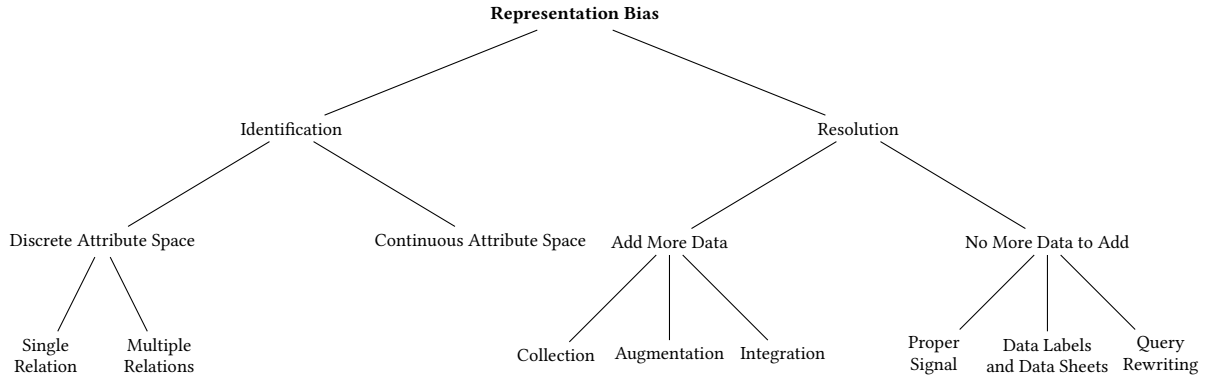 Representation Bias
Identification
Resolution
Discrete Attribute Space
Continuous Attribute Space
Add More Data
No More Data to Add
Single
Relation
Multiple
Relations
Collection
Augmentation
Integration
Proper
Signal
Data Labels
and Data Sheets
Query
Rewriting